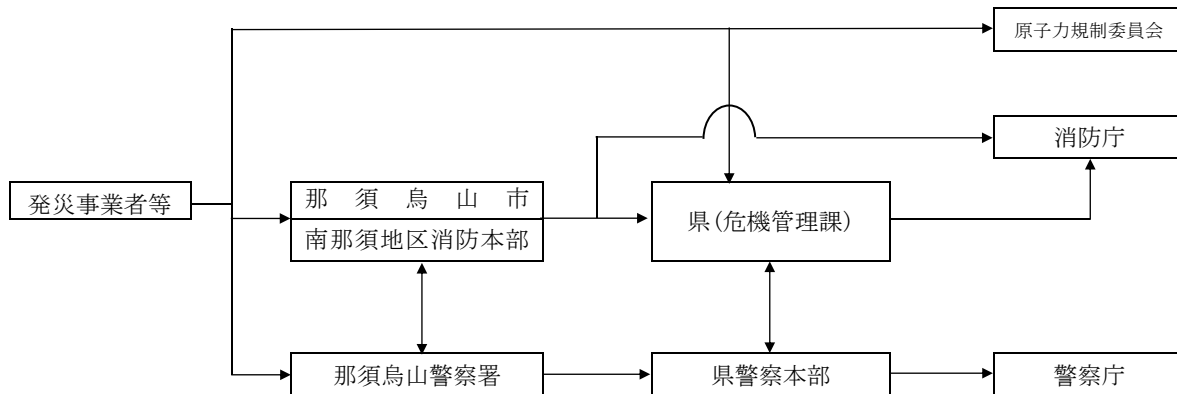 原子力規制委員会
消防庁
発災事業者等
那須烏山市
南那須地区消防本部
県(危機管理課)
那須烏山警察署
県警察本部
警察庁